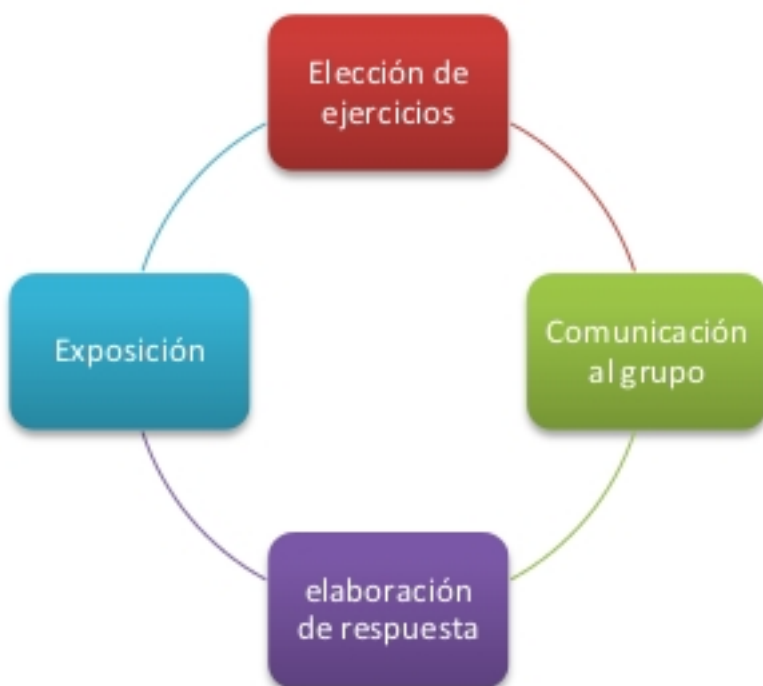 Elección de
ejercicios
Comunicación
al grupo
elaboración
de respuesta
Exposición